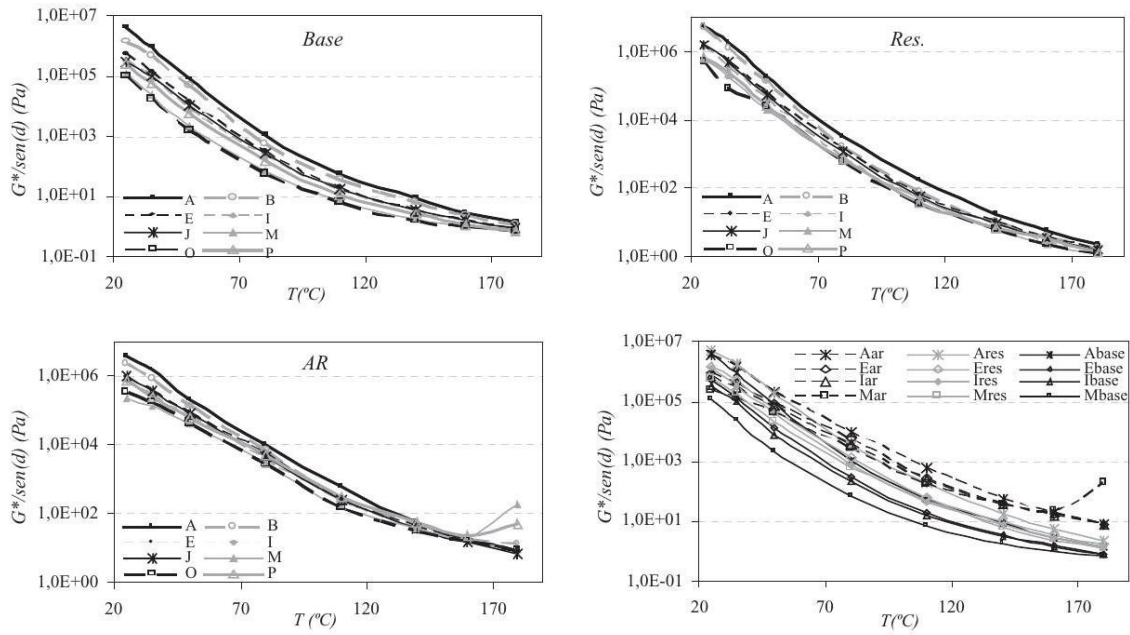 Base
G*/sen(d) (Pa)
1,0E+07
1,0E+05
1,0E+03
1,0E+01
1,0E-01
A B
E I
J M
O P
20 70 120 170
T(ºC)
Res.
G*/sen(d) (Pa)
1,0E+06
1,0E+04
1,0E+02
1,0E+00
A B
E I
J M
O P
20 70 120 170
T(ºC)
AR
G*/sen(d) (Pa)
1,0E+06
1,0E+04
1,0E+02
1,0E+00
A B
E I
J M
O P
20 70 120 170
T (ºC)
G*/sen(d) (Pa)
1,0E+07
1,0E+05
1,0E+03
1,0E+01
1,0E-01
Aar Ares Abase
Ear Eres Ebase
Iar Ires Ibase
Mar Mres Mbase
20 70 120 170
T(ºC)